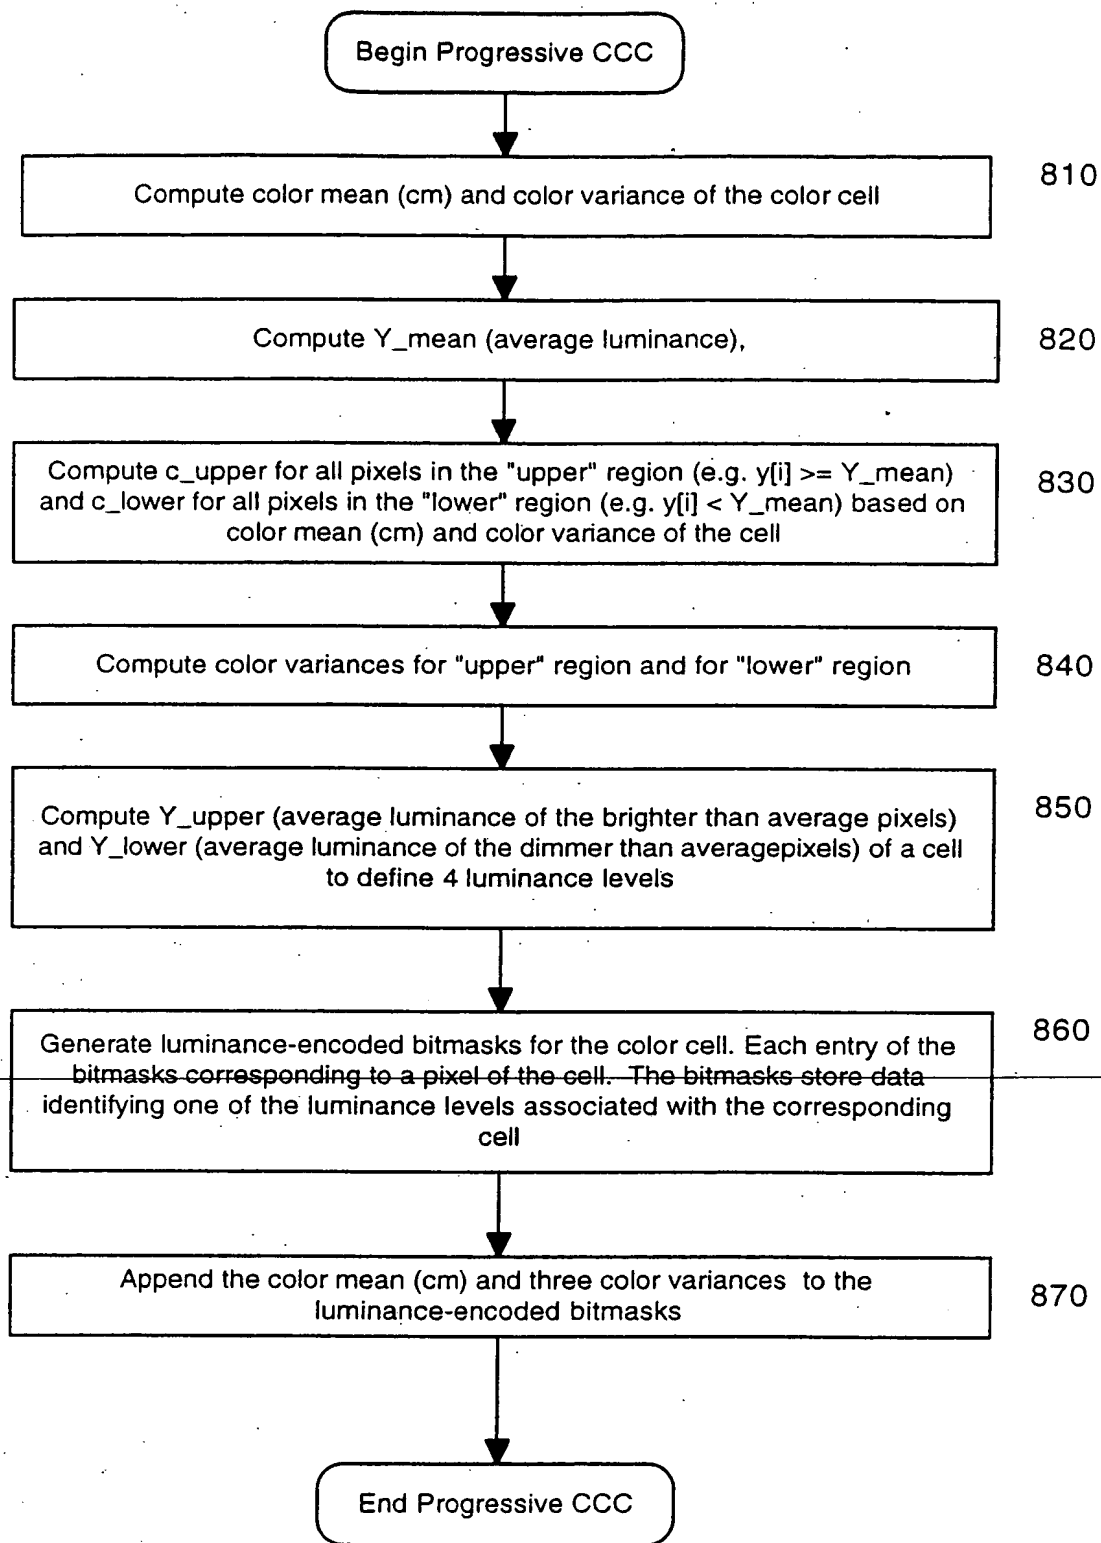 Begin Progressive CCC
810
Compute color mean (cm) and color variance of the color cell
820
Compute Y_mean (average luminance),
830
Compute c_upper for all pixels in the "upper" region (e.g. y[i] >= Y_mean)
and c_lower for all pixels in the "lower" region (e.g. y[i] < Y_mean) based on
color mean (cm) and color variance of the cell
840
Compute color variances for "upper" region and for "lower" region
850
Compute Y_upper (average luminance of the brighter than average pixels)
and Y_lower (average luminance of the dimmer than averagepixels) of a cell
to define 4 luminance levels
860
Generate luminance-encoded bitmasks for the color cell. Each entry of the
bitmasks corresponding to a pixel of the cell. The bitmasks store data
identifying one of the luminance levels associated with the corresponding
cell
870
Append the color mean (cm) and three color variances to the
luminance-encoded bitmasks
End Progressive CCC